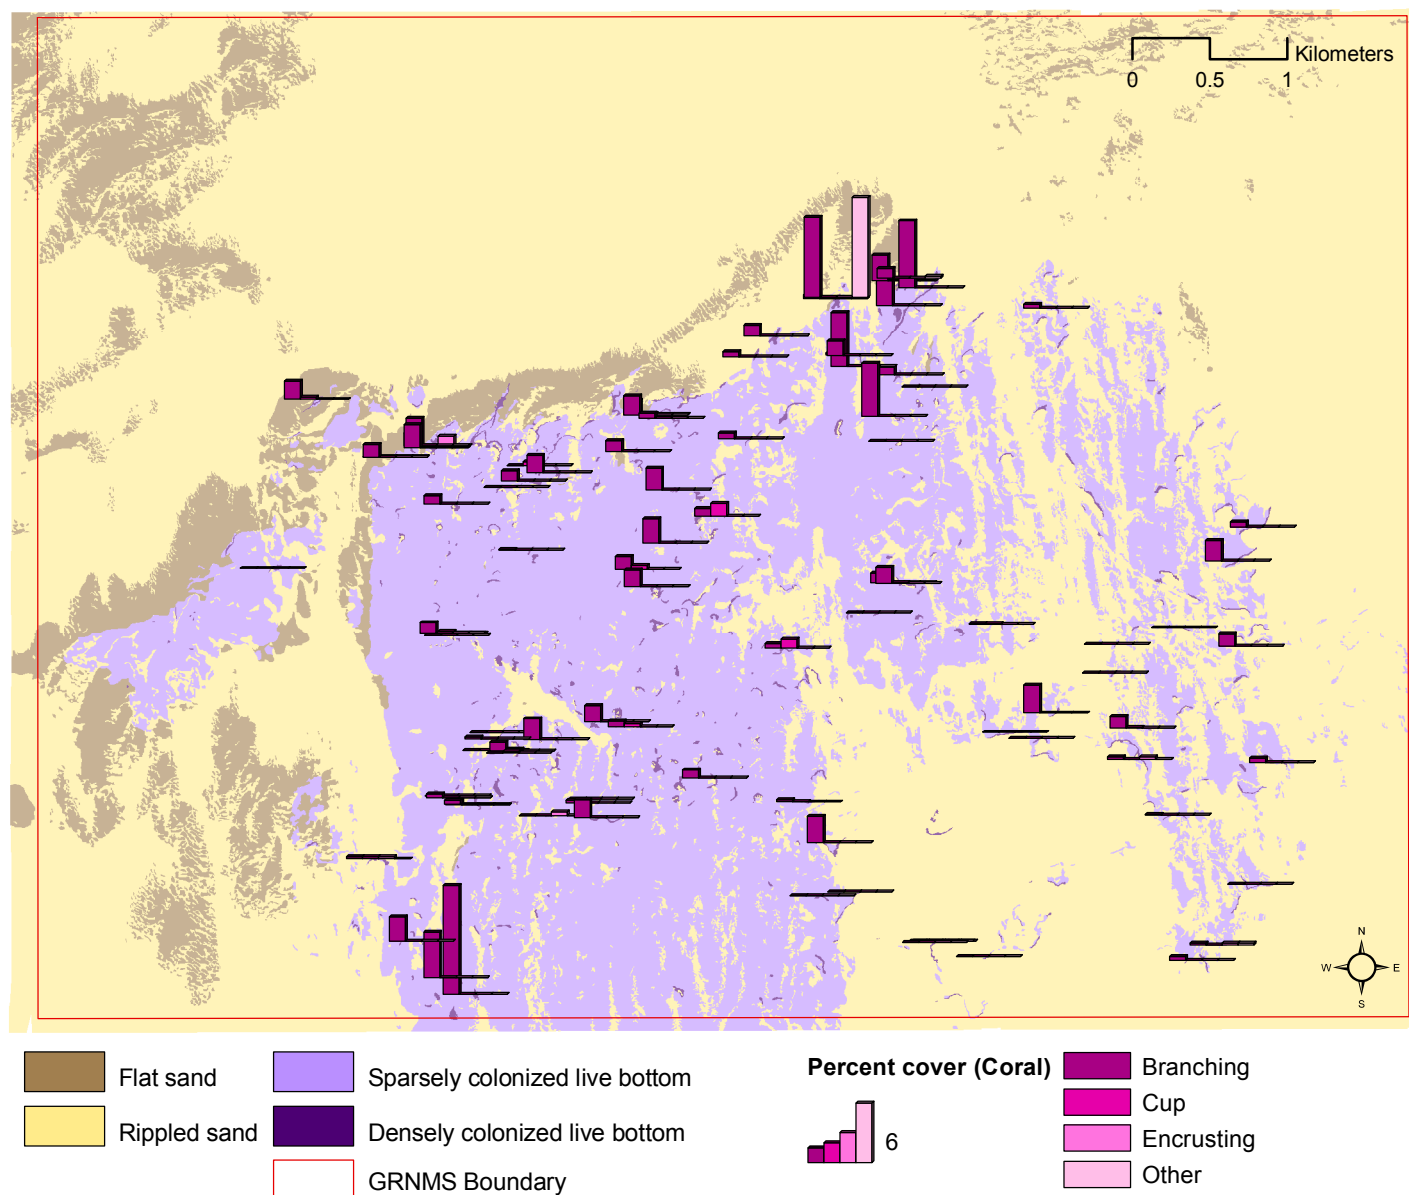 Kilometers
0 0.5 1
N
W E
S
Flat sand
Rippled sand
Sparsely colonized live bottom
Densely colonized live bottom
GRNMS Boundary
Percent cover (Coral)
6
Branching
Cup
Encrusting
Other